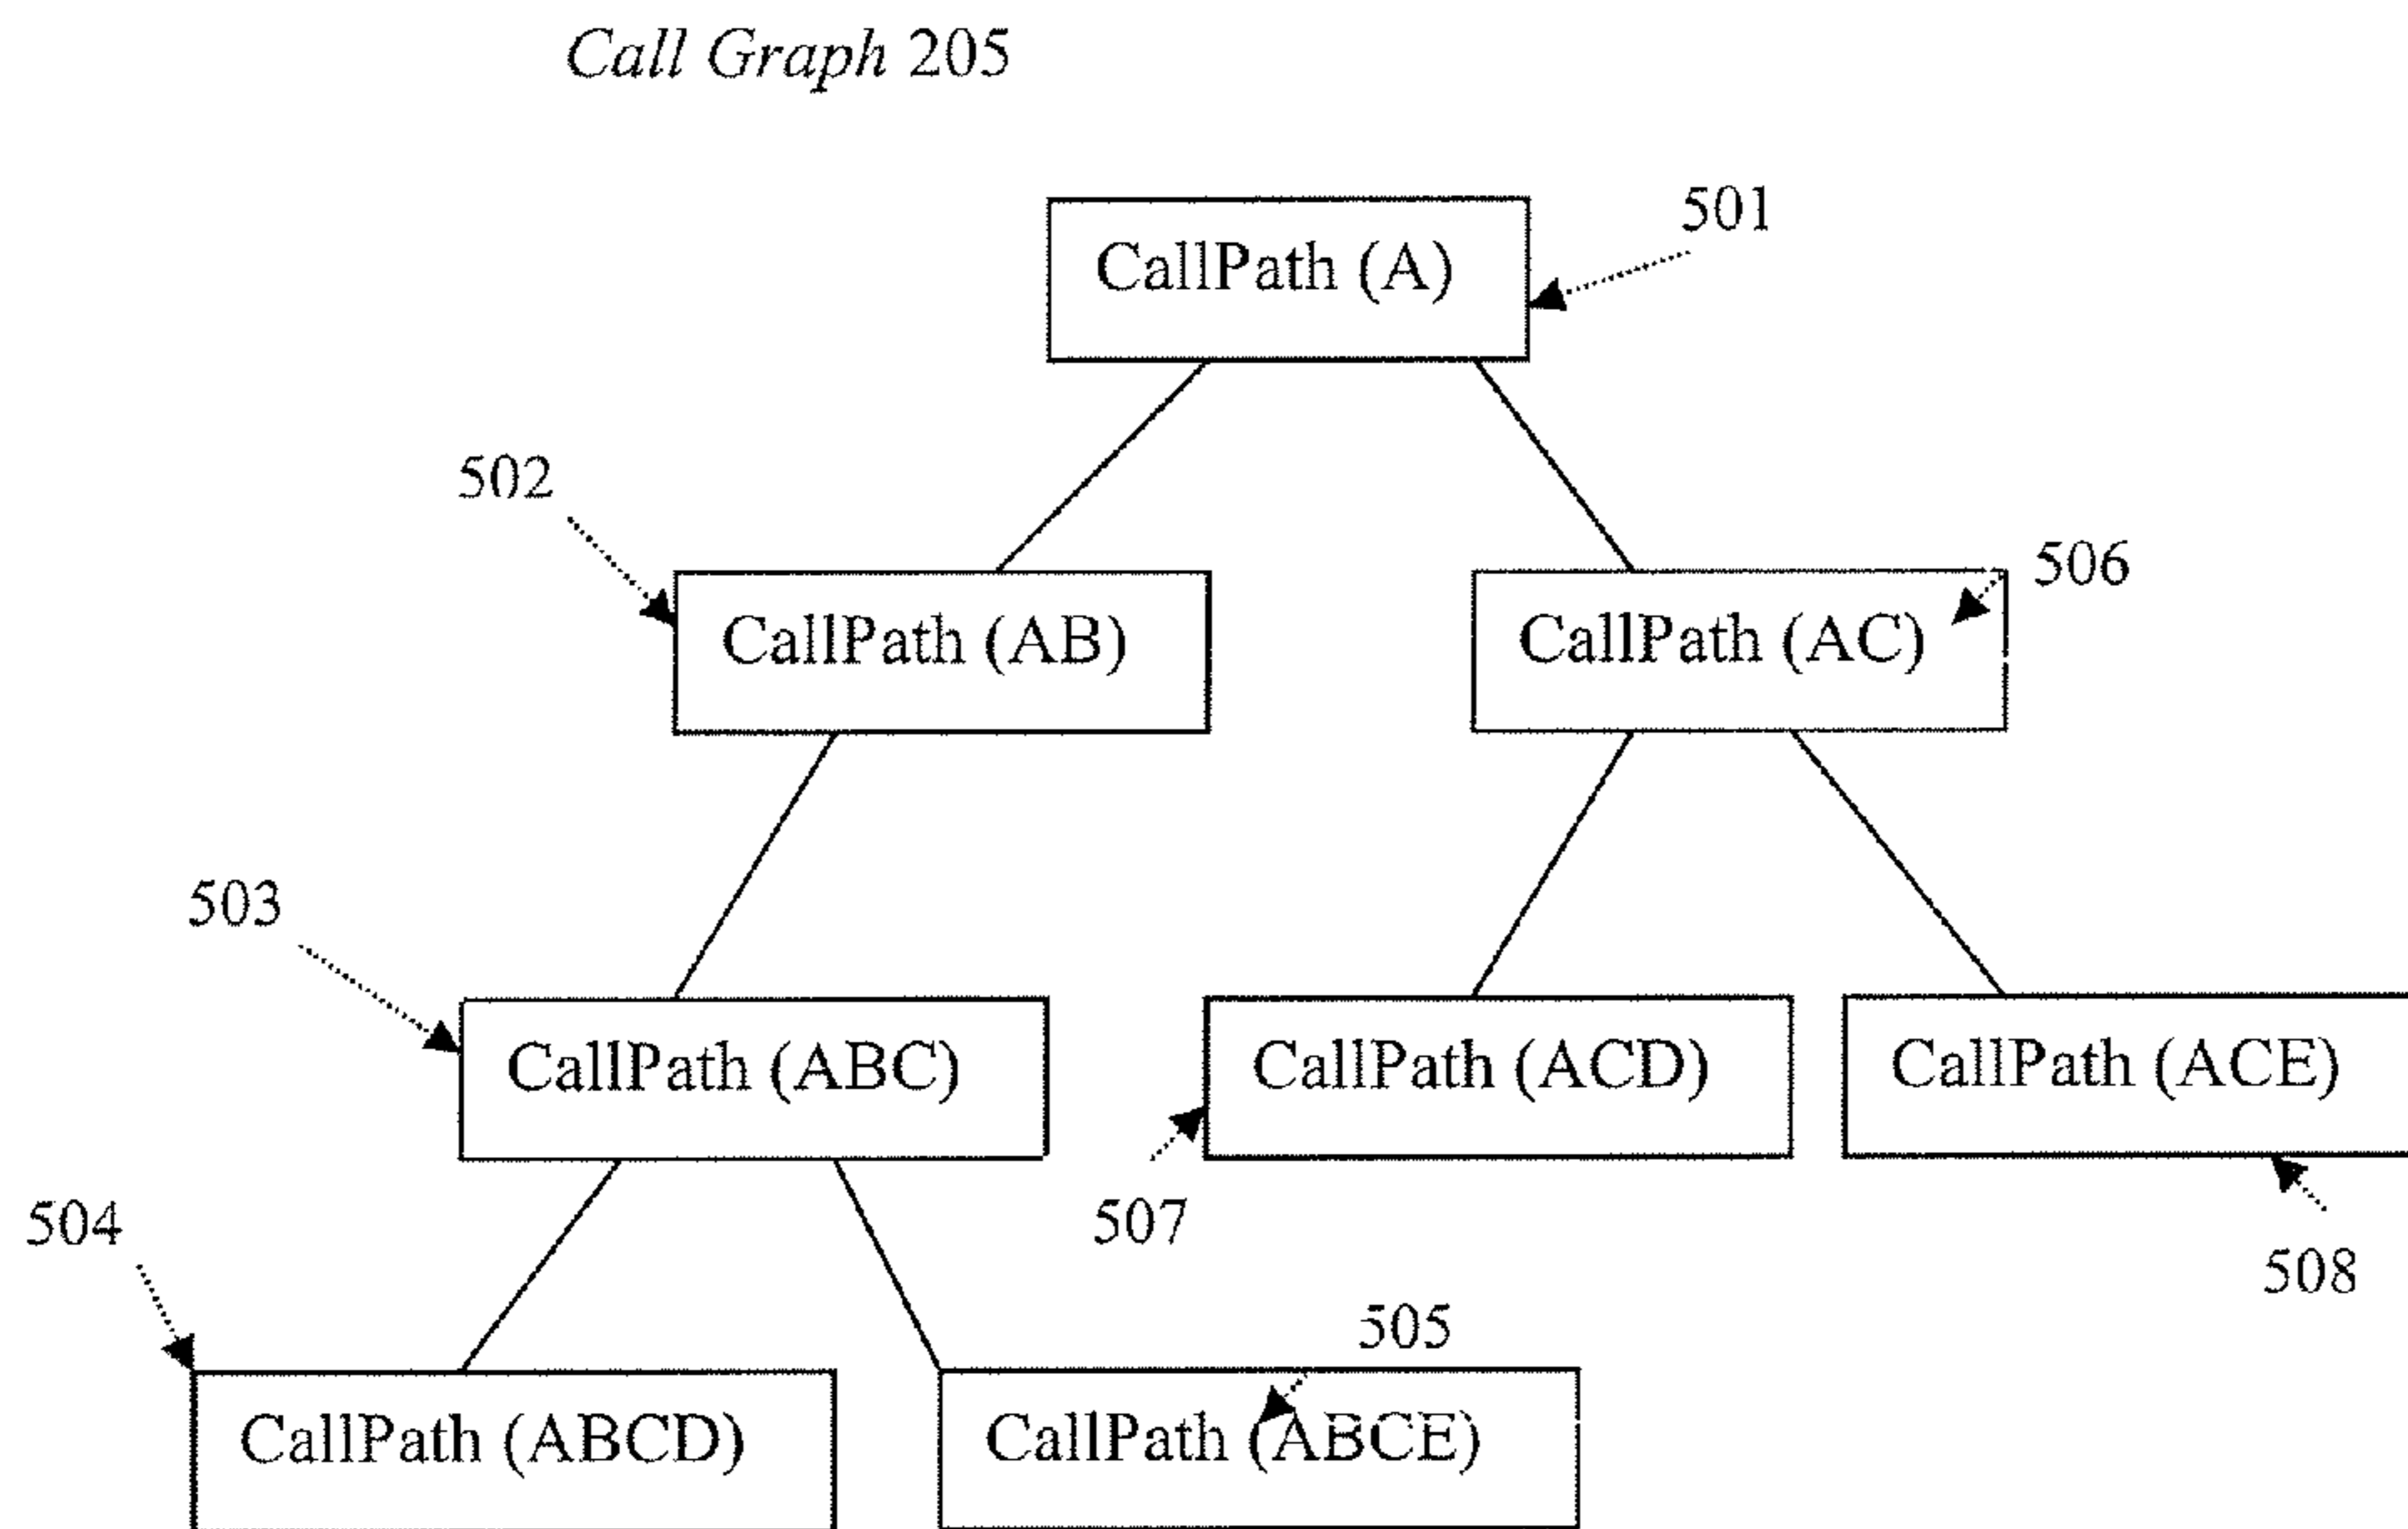 Call Graph 205
501
CallPath (A)
502
506
CallPath (AB)
CallPath (AC)
503
CallPath (ABC)
CallPath (ACD)
CallPath (ACE)
504
507
508
505
CallPath (ABCD)
CallPath (ABCE)